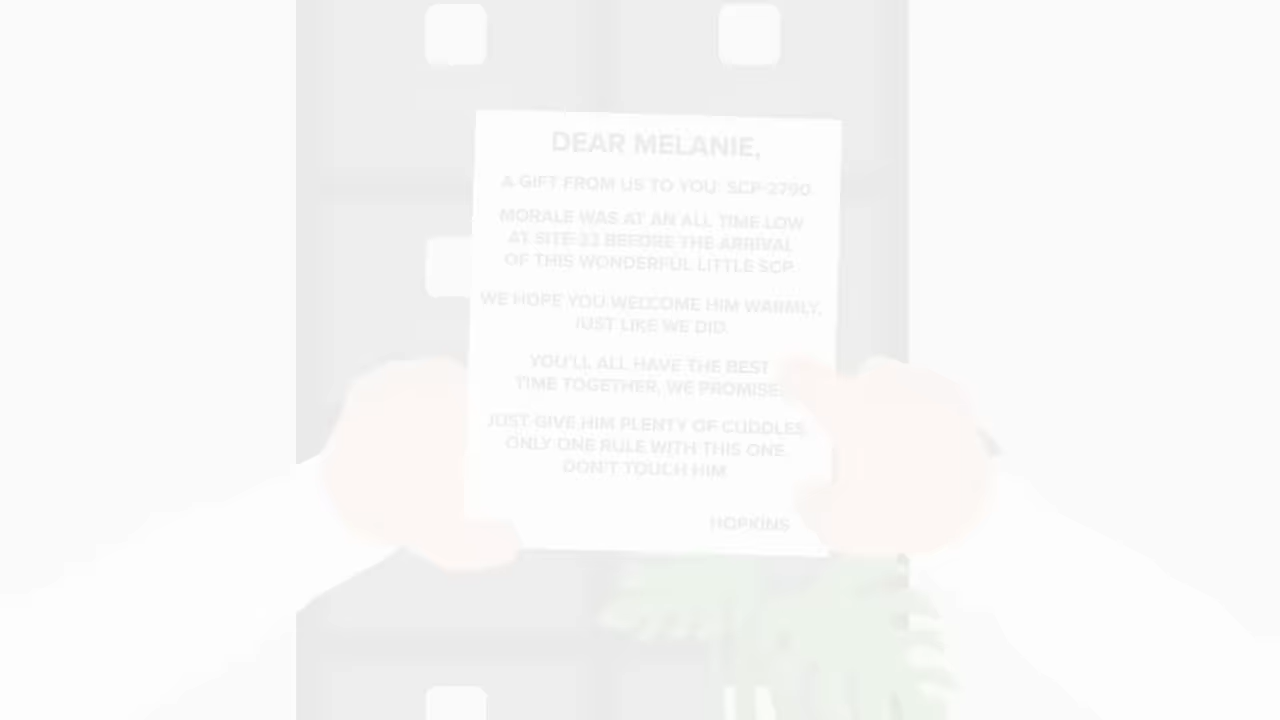 DEAR MELANIE,
A GIFT FROM US TO YOU: SCP-2790.
MORALE WAS AT AN ALL TIME LOW
AT SITE-33 BEFORE THE ARRIVAL
OF THIS WONDERFUL LITTLE SCP.
WE HOPE YOU WELCOME HIM WARMLY,
JUST LIKE WE DID.
YOU'LL ALL HAVE THE BEST
TIME TOGETHER, WE PROMISE!
JUST GIVE HIM PLENTY OF CUDDLES.
ONLY ONE RULE WITH THIS ONE.
DON'T TOUCH HIM.
HOPKINS